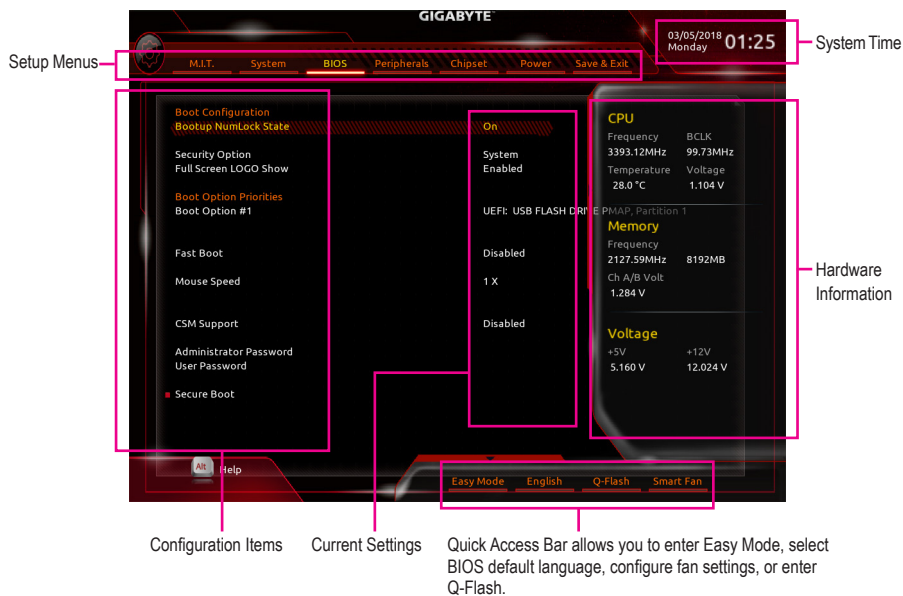 GIGABYTE
03/05/2018
Monday
01:25
System Time
Setup Menus
M.I.T. System BIOS Peripherals Chipset Power Save & Exit
Boot Configuration
Bootup NumLock State On
Security Option System
Full Screen LOGO Show Enabled
Boot Option Priorities
Boot Option #1 UEFI: USB FLASH DRIVE PMAP, Partition 1
Fast Boot Disabled
Mouse Speed 1 X
CSM Support Disabled
Administrator Password
User Password
Secure Boot
CPU
Frequency BCLK
3393.12MHz 99.73MHz
Temperature Voltage
28.0 °C 1.104 V
Memory
Frequency
2127.59MHz 8192MB
Ch A/B Volt
1.284 V
Voltage
+5V +12V
5.160 V 12.024 V
Hardware
Information
Alt Help
Easy Mode English Q-Flash Smart Fan
Configuration Items
Current Settings
Quick Access Bar allows you to enter Easy Mode, select
BIOS default language, configure fan settings, or enter
Q-Flash.